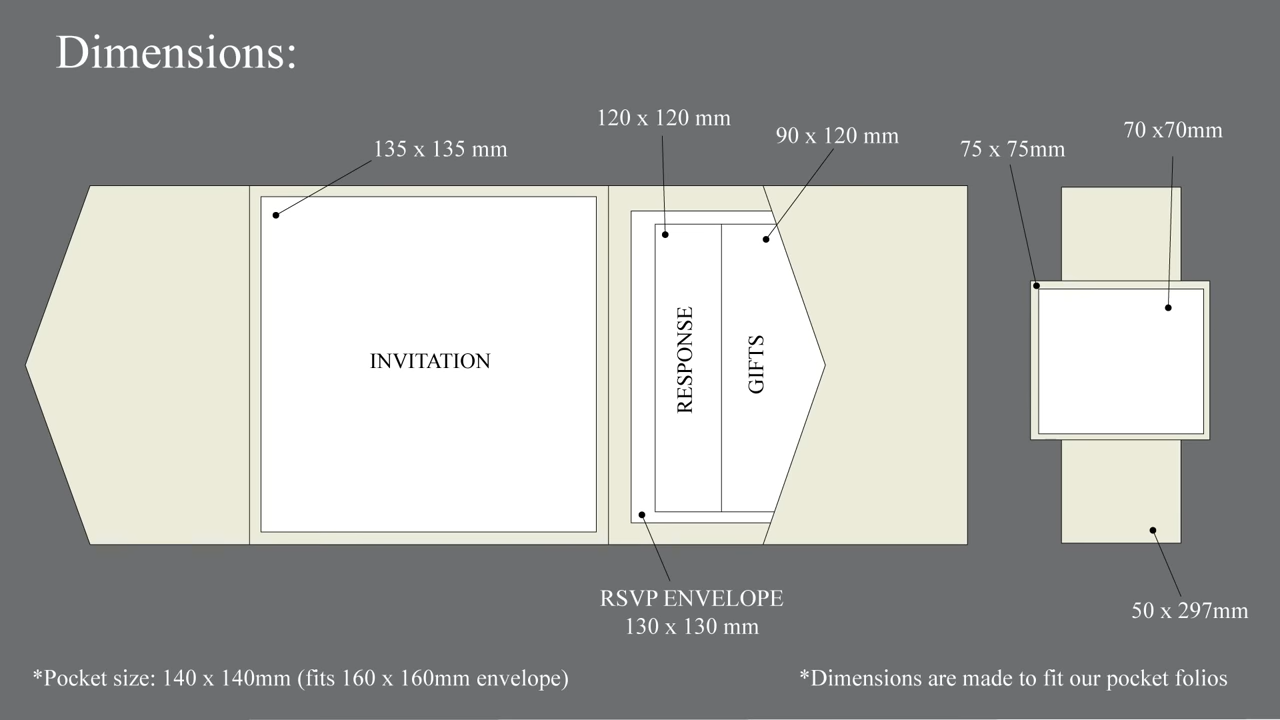 Dimensions:
120 x 120 mm
90 x 120 mm
70 x70mm
135 x 135 mm
75 x 75mm
INVITATION
RESPONSE
GIFTS
RSVP ENVELOPE
130 x 130 mm
50 x 297mm
*Pocket size: 140 x 140mm (fits 160 x 160mm envelope)
*Dimensions are made to fit our pocket folios